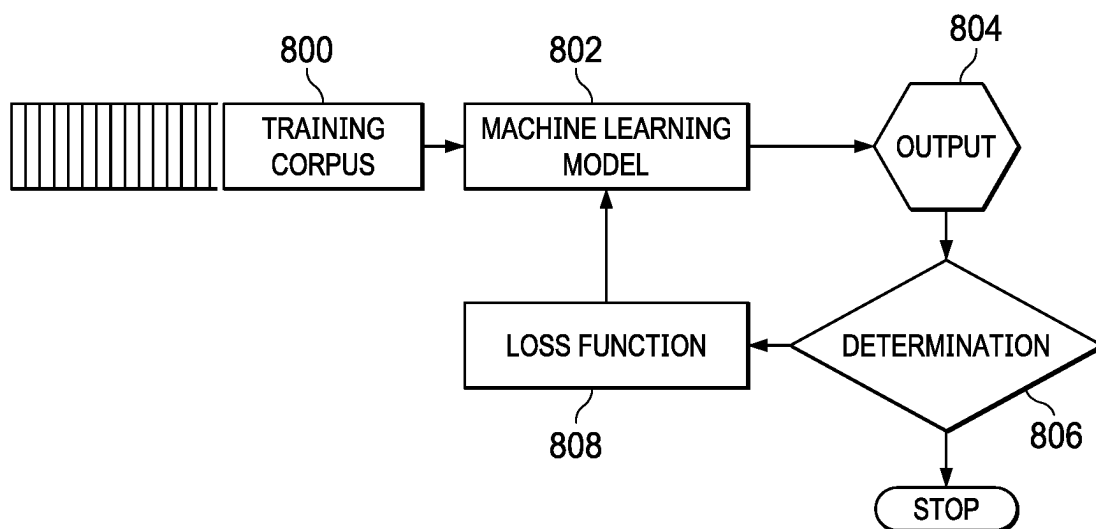 800
802
804
TRAINING
CORPUS
MACHINE LEARNING
MODEL
OUTPUT
LOSS FUNCTION
DETERMINATION
808
806
STOP